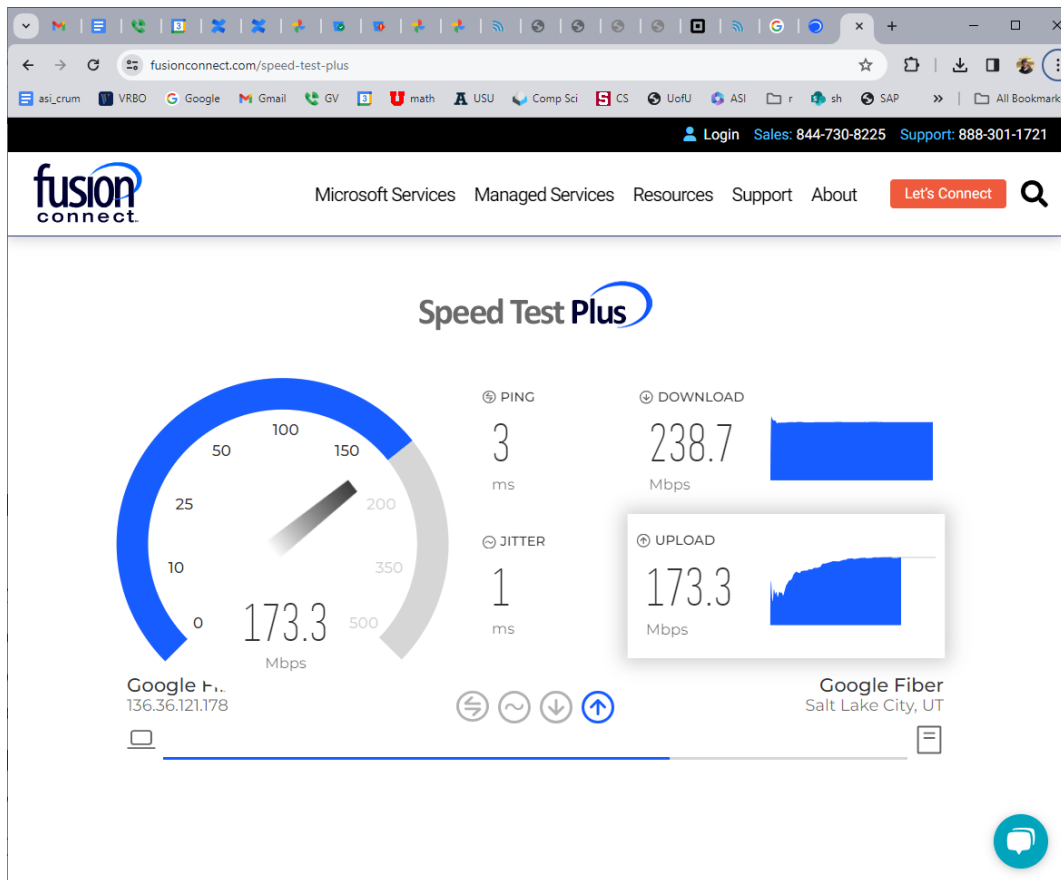 3
fusionconnect.com/speed-test-plus
asi_crum VRBO Google Gmail GV 3 math USU Comp Sci CS UofU ASI r sh SAP » All Bookmark
Login Sales: 844-730-8225 Support: 888-301-1721
fusion
connect
Microsoft Services Managed Services Resources Support About Let's Connect
Speed Test Plus
0
10
25
50
100
150
200
350
500
173.3
Mbps
PING
3
ms
DOWNLOAD
238.7
Mbps
JITTER
1
ms
UPLOAD
173.3
Mbps
Google
136.36.121.178
Google Fiber
Salt Lake City, UT